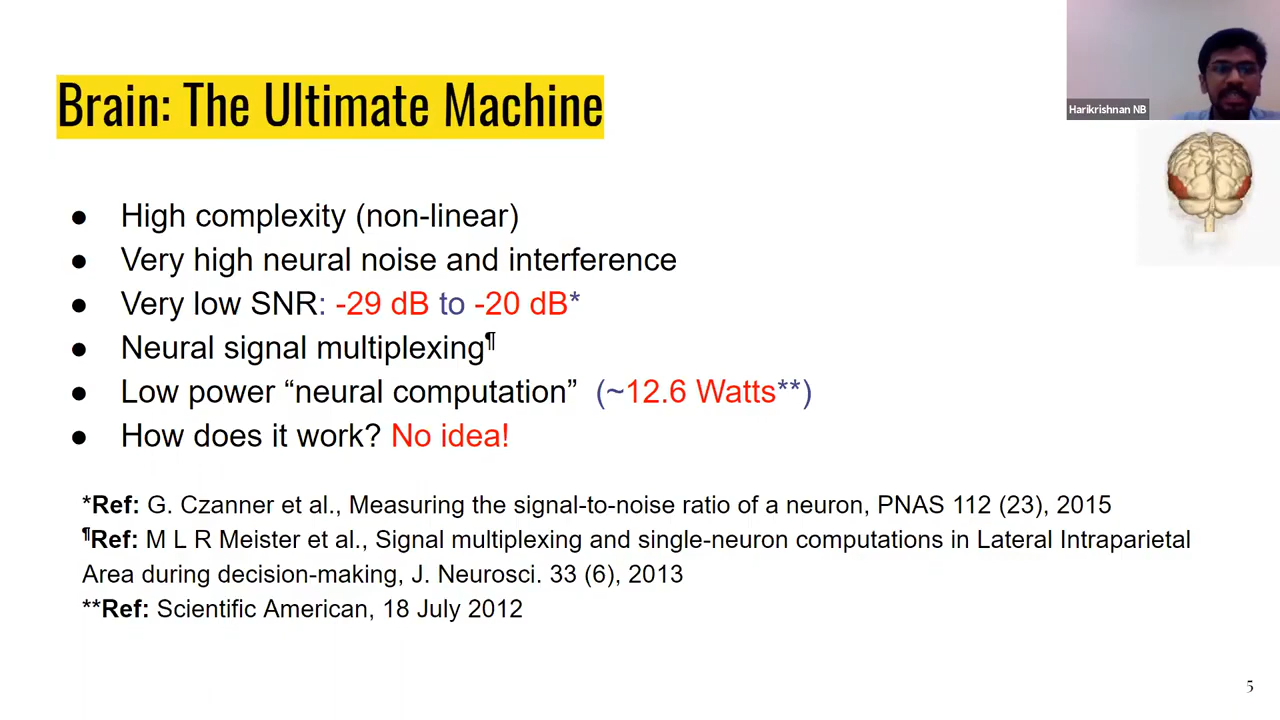 Brain: The Ultimate Machine
Harikrishnan NB
● High complexity (non-linear)
● Very high neural noise and interference
● Very low SNR: -29 dB to -20 dB*
● Neural signal multiplexing¶
● Low power “neural computation” (~12.6 Watts**)
● How does it work? No idea!
*Ref: G. Czanner et al., Measuring the signal-to-noise ratio of a neuron, PNAS 112 (23), 2015
¶Ref: M L R Meister et al., Signal multiplexing and single-neuron computations in Lateral Intraparietal
Area during decision-making, J. Neurosci. 33 (6), 2013
**Ref: Scientific American, 18 July 2012
5